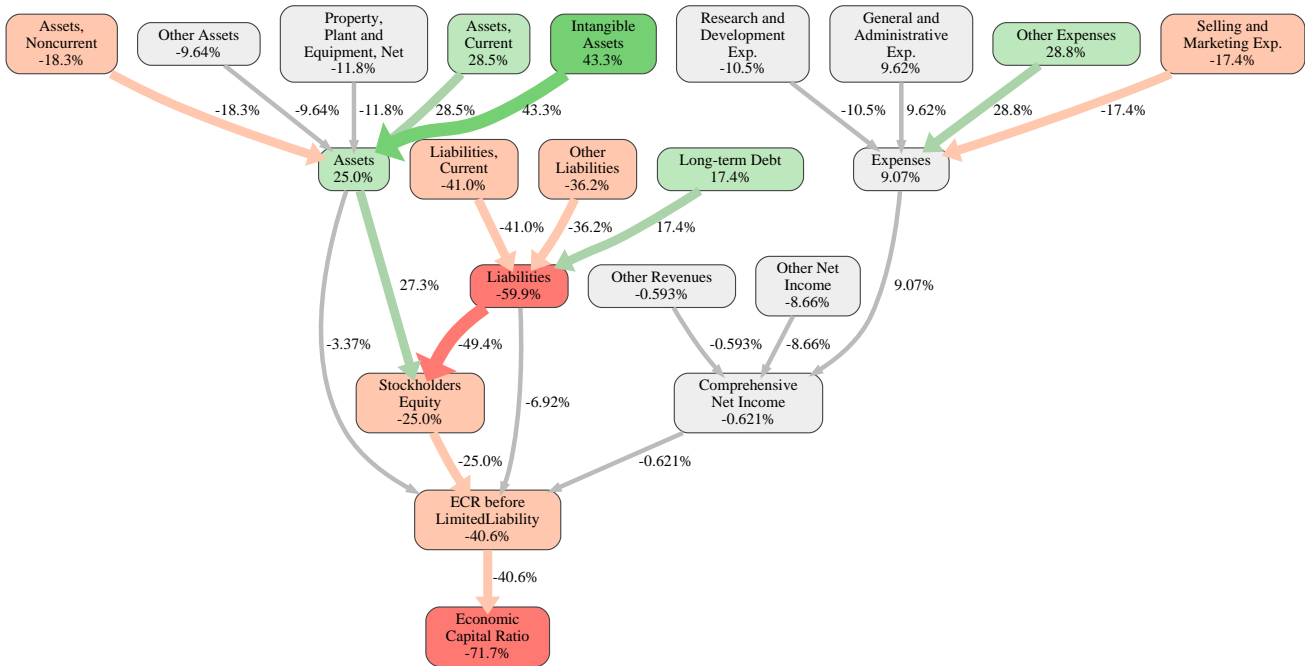 Assets,
Noncurrent
-18.3%
Other Assets
-9.64%
Property,
Plant and
Equipment, Net
-11.8%
Assets,
Current
28.5%
Intangible
Assets
43.3%
Research and
Development
Exp.
-10.5%
General and
Administrative
Exp.
9.62%
Other Expenses
28.8%
Selling and
Marketing Exp.
-17.4%
-18.3%
-9.64%
-11.8%
28.5%
43.3%
-10.5%
9.62%
28.8%
-17.4%
Assets
25.0%
Liabilities,
Current
-41.0%
Other
Liabilities
-36.2%
Long-term Debt
17.4%
Expenses
9.07%
-41.0%
-36.2%
17.4%
Liabilities
-59.9%
Other Revenues
-0.593%
Other Net
Income
-8.66%
27.3%
9.07%
-3.37%
-49.4%
-0.593%
-8.66%
Stockholders
Equity
-25.0%
-6.92%
Comprehensive
Net Income
-0.621%
-25.0%
-0.621%
ECR before
LimitedLiability
-40.6%
-40.6%
Economic
Capital Ratio
-71.7%